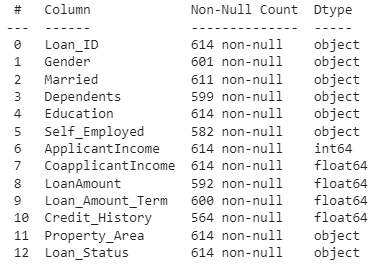 #   Column             Non-Null Count  Dtype
---  ------             --------------  -----
0   Loan_ID            614 non-null    object
1   Gender             601 non-null    object
2   Married            611 non-null    object
3   Dependents         599 non-null    object
4   Education          614 non-null    object
5   Self_Employed      582 non-null    object
6   ApplicantIncome    614 non-null    int64
7   CoapplicantIncome  614 non-null    float64
8   LoanAmount         592 non-null    float64
9   Loan_Amount_Term   600 non-null    float64
10  Credit_History     564 non-null    float64
11  Property_Area      614 non-null    object
12  Loan_Status        614 non-null    object